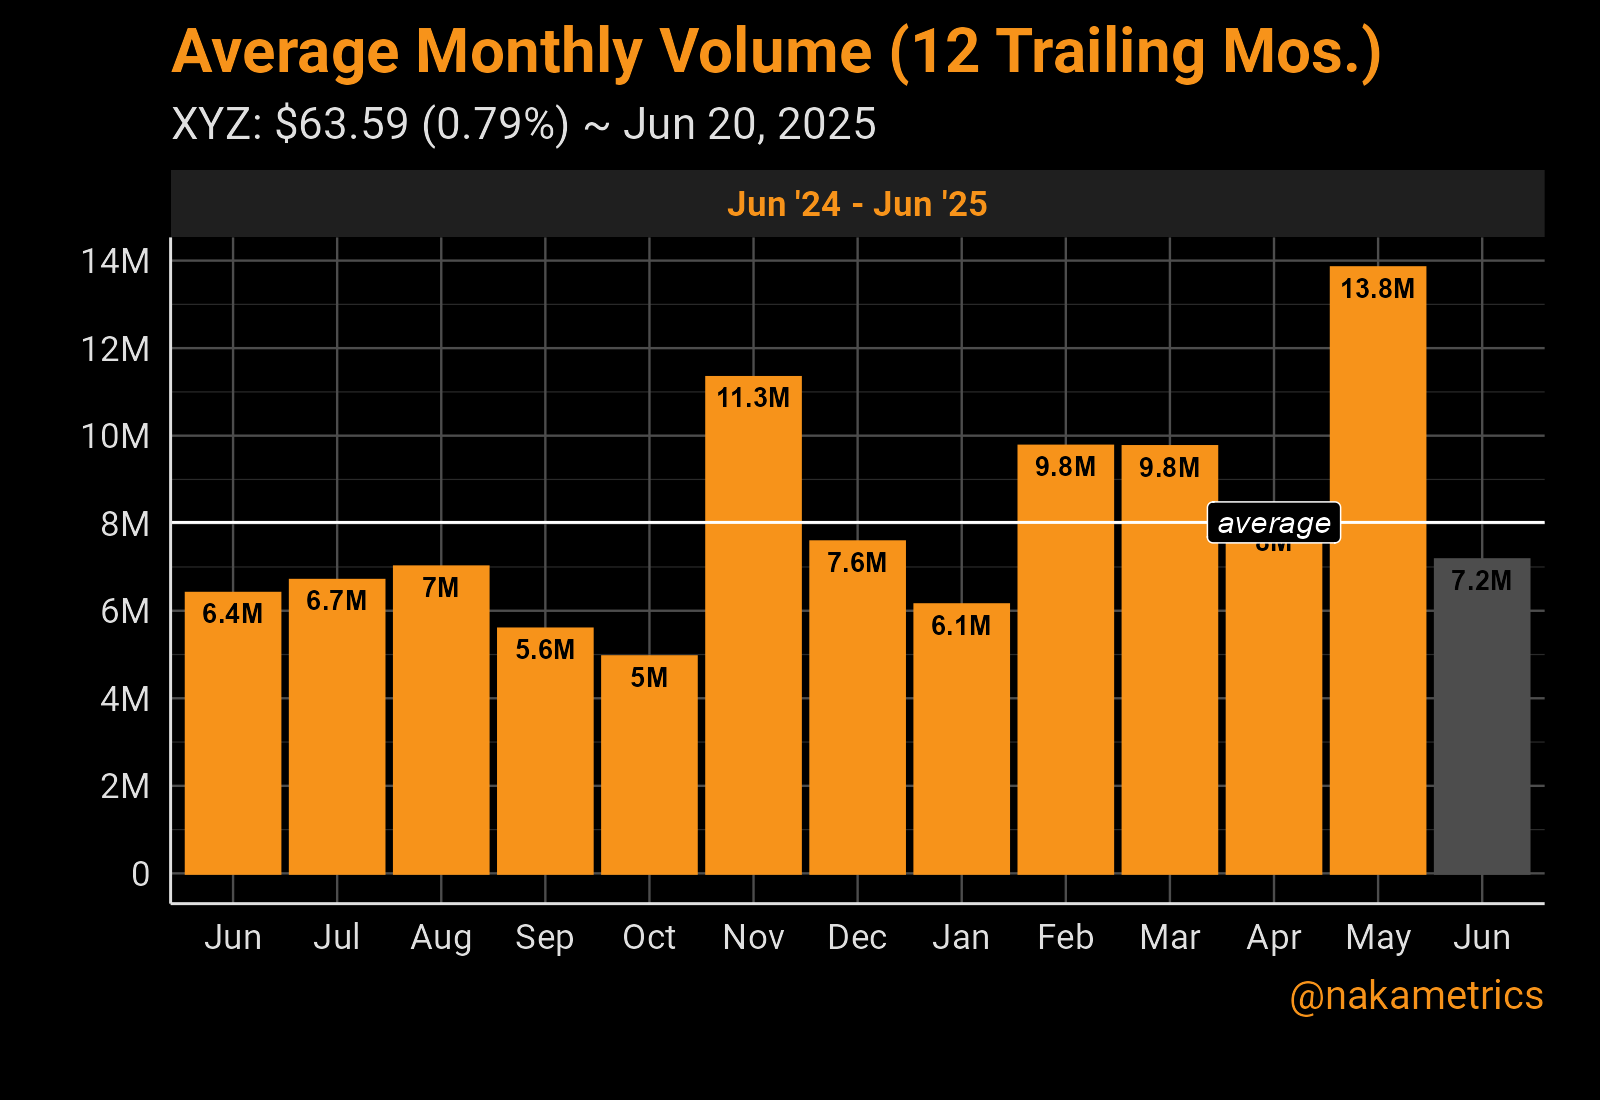 Average Monthly Volume (12 Trailing Mos.)
XYZ: $63.59 (0.79%) ~ Jun 20, 2025
Jun '24 - Jun '25
14M
12M
10M
8M
6M
4M
2M
0
6.4M
6.7M
7M
5.6M
5M
11.3M
7.6M
6.1M
9.8M
9.8M
average
13.8M
7.2M
Jun Jul Aug Sep Oct Nov Dec Jan Feb Mar Apr May Jun
@nakametrics